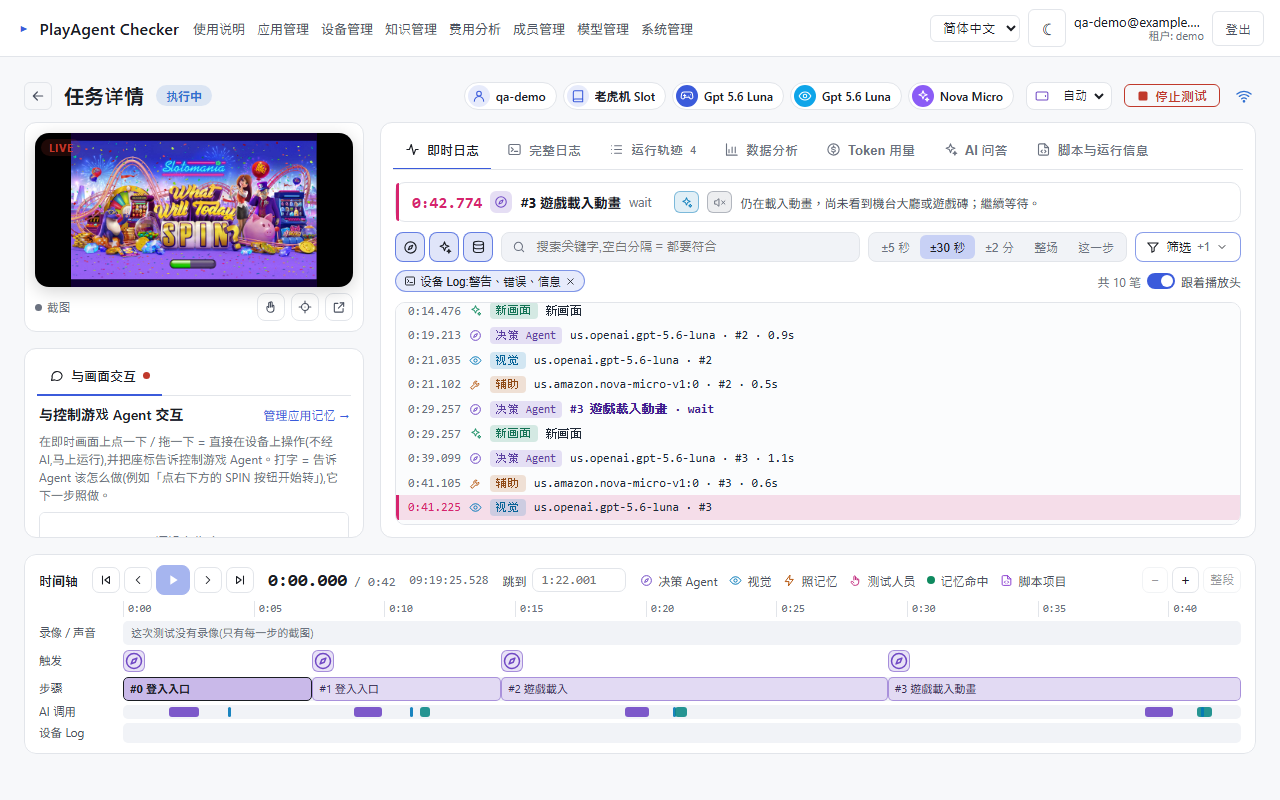 PlayAgent Checker 使用说明 应用管理 设备管理 知识管理 费用分析 成员管理 模型管理 系统管理 简体中文 qa-demo@example.... 登出
租户: demo
任务详情 执行中 qa-demo 老虎机 Slot Gpt 5.6 Luna Gpt 5.6 Luna Nova Micro 自动 停止测试
LIVE
Slotomania
What Will Today SPIN?
截图
与画面交互
与控制游戏 Agent 交互 管理应用记忆 →
在即时画面上点一下 / 拖一下 = 直接在设备上操作(不经
AI,马上运行),并把座标告诉控制游戏 Agent。打字 = 告诉
Agent 该怎么做(例如「点右下方的 SPIN 按钮开始转」),它
下一步照做。
即时日志 完整日志 运行轨迹 4 数据分析 Token 用量 AI 问答 脚本与运行信息
0:42.774 #3 遊戲載入動畫 wait 仍在載入動畫，尚未看到機台大廳或遊戲磚；繼續等待。
搜索关键字,空白分隔 = 都要符合 ±5 秒 ±30 秒 ±2 分 整场 这一步 筛选 +1
设备 Log:警告、错误、信息 × 共 10 笔 跟着播放头
0:14.476 新画面 新画面
0:19.213 决策 Agent us.openai.gpt-5.6-luna · #2 · 0.9s
0:21.035 视觉 us.openai.gpt-5.6-luna · #2
0:21.102 辅助 us.amazon.nova-micro-v1:0 · #2 · 0.5s
0:29.257 决策 Agent #3 遊戲載入動畫 · wait
0:29.257 新画面 新画面
0:39.099 决策 Agent us.openai.gpt-5.6-luna · #3 · 1.1s
0:41.105 辅助 us.amazon.nova-micro-v1:0 · #3 · 0.6s
0:41.225 视觉 us.openai.gpt-5.6-luna · #3
时间轴 0:00.000 / 0:42 09:19:25.528 跳到 1:22.001 决策 Agent 视觉 照记忆 测试人员 记忆命中 脚本项目 − + 整段
0:00 0:05 0:10 0:15 0:20 0:25 0:30 0:35 0:40
录像 / 声音 这次测试没有录像(只有每一步的截图)
触发
步骤 #0 登入入口 #1 登入入口 #2 遊戲載入 #3 遊戲載入動畫
AI 调用
设备 Log